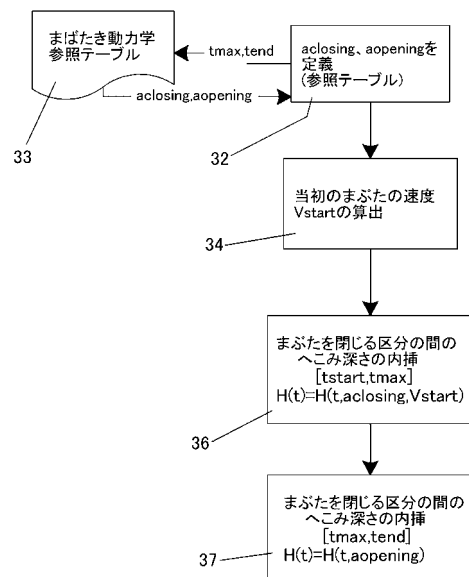 まばたき動力学
参照テーブル
tmax,tend
aclosing,aopening
33
aclosing、aopeningを
定義
(参照テーブル)
32
当初のまぶたの速度
Vstartの算出
34
まぶたを閉じる区分の間の
へこみ深さの内挿
[tstart,tmax]
H(t)=H(t,aclosing,Vstart)
36
まぶたを閉じる区分の間の
へこみ深さの内挿
[tmax,tend]
H(t)=H(t,aopening)
37